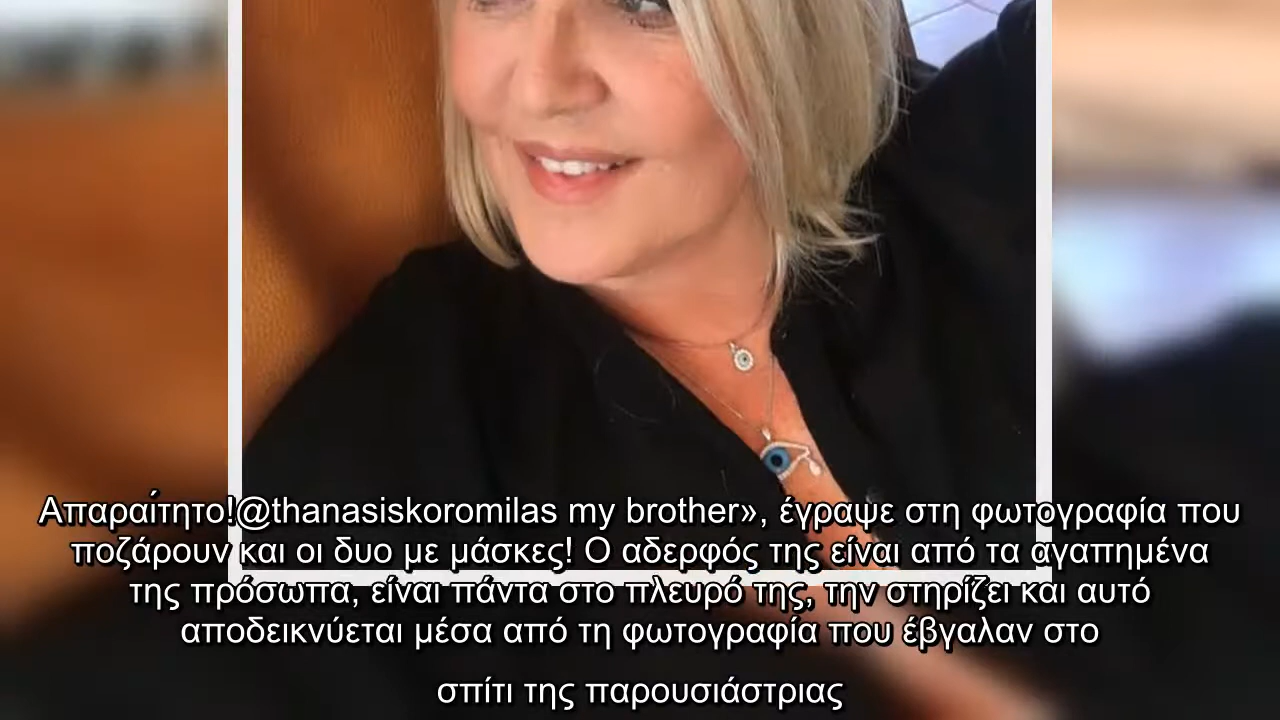 Απαραίτητο!@thanasiskoromilas my brother», έγραψε στη φωτογραφία που
ποζάρουν και οι δυο με μάσκες! Ο αδερφός της είναι από τα αγαπημένα
της πρόσωπα, είναι πάντα στο πλευρό της, την στηρίζει και αυτό
αποδεικνύεται μέσα από τη φωτογραφία που έβγαλαν στο
σπίτι της παρουσιάστριας